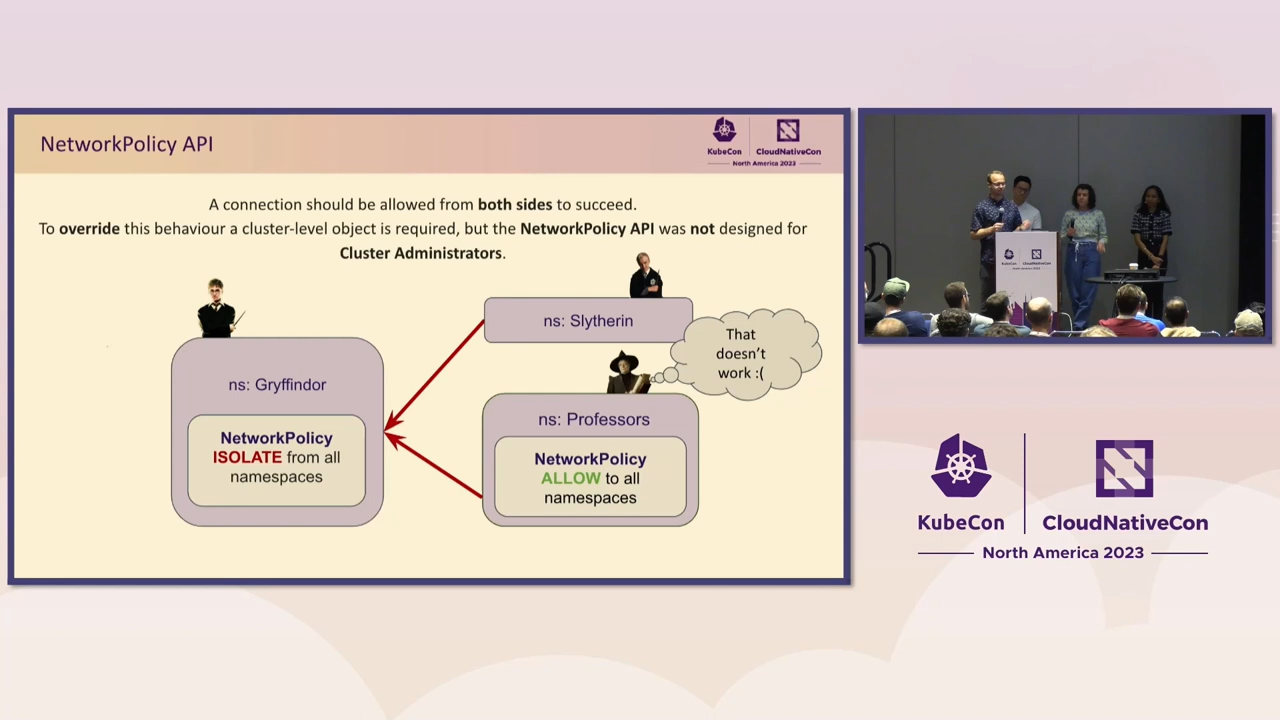 NetworkPolicy API
KubeCon
CloudNativeCon
North America 2023
A connection should be allowed from both sides to succeed.
To override this behaviour a cluster-level object is required, but the NetworkPolicy API was not designed for
Cluster Administrators.
ns: Slytherin
That
doesn't
work :(
ns: Gryffindor
ns: Professors
NetworkPolicy
ISOLATE from all
namespaces
NetworkPolicy
ALLOW to all
namespaces
KubeCon
CloudNativeCon
North America 2023